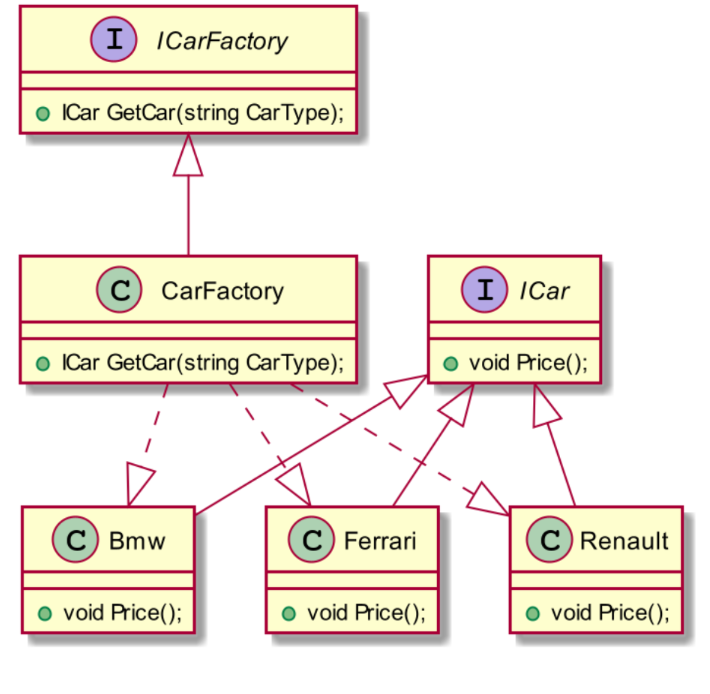 I ICarFactory
ICar GetCar(string CarType);
C CarFactory
ICar GetCar(string CarType);
I ICar
void Price();
C Bmw
void Price();
C Ferrari
void Price();
C Renault
void Price();